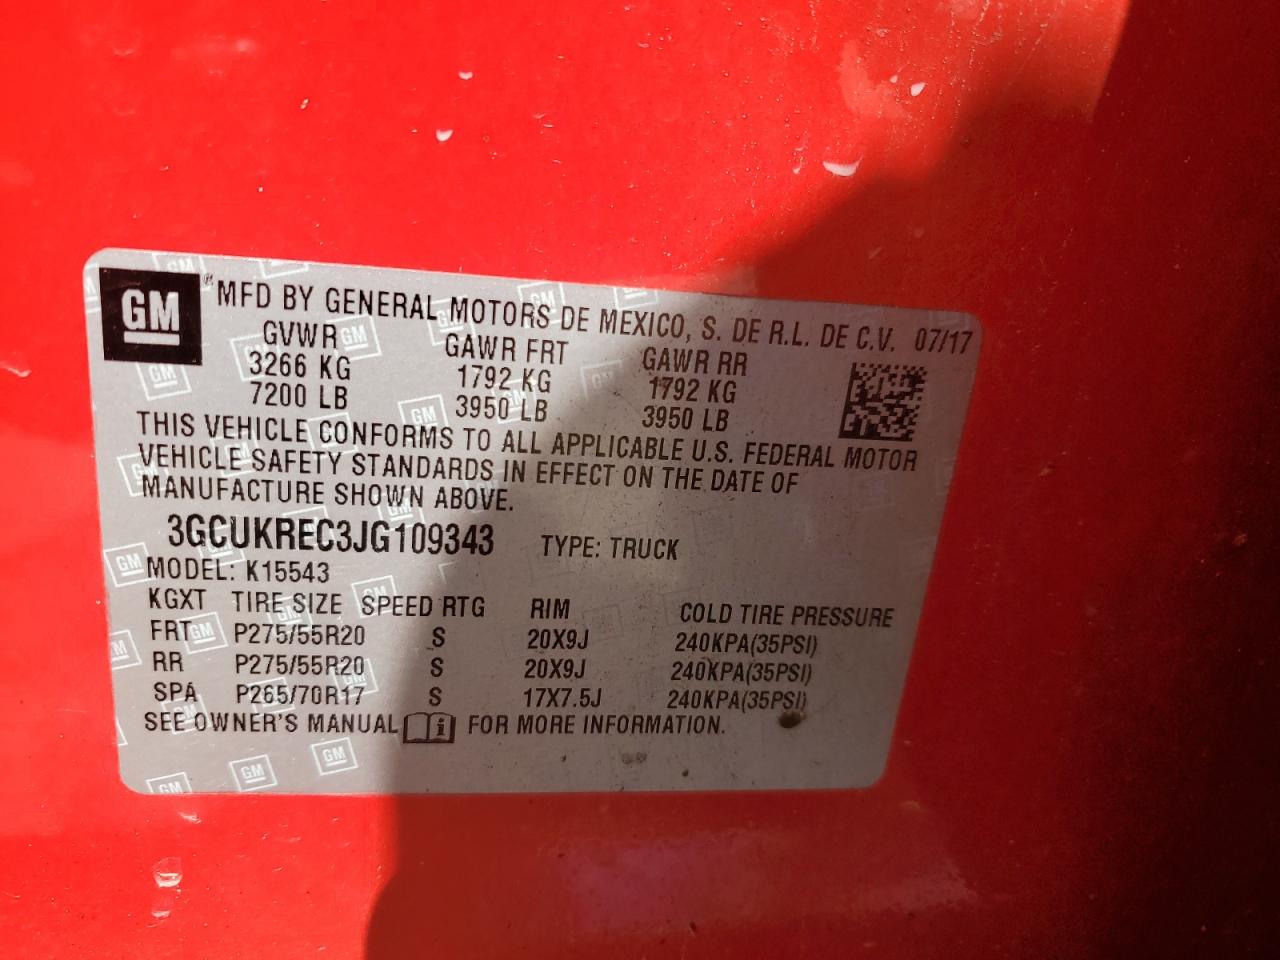 GM ® MFD BY GENERAL MOTORS DE MEXICO, S. DE R.L. DE C.V. 07/17
GVWR GAWR FRT GAWR RR
3266 KG 1792 KG 1792 KG
7200 LB 3950 LB 3950 LB
THIS VEHICLE CONFORMS TO ALL APPLICABLE U.S. FEDERAL MOTOR
VEHICLE SAFETY STANDARDS IN EFFECT ON THE DATE OF
MANUFACTURE SHOWN ABOVE.
3GCUKREC3JG109343 TYPE: TRUCK
MODEL: K15543
KGXT TIRE SIZE SPEED RTG RIM COLD TIRE PRESSURE
FRT P275/55R20 S 20X9J 240KPA(35PSI)
RR P275/55R20 S 20X9J 240KPA(35PSI)
SPA P265/70R17 S 17X7.5J 240KPA(35PSI)
SEE OWNER'S MANUAL i FOR MORE INFORMATION.